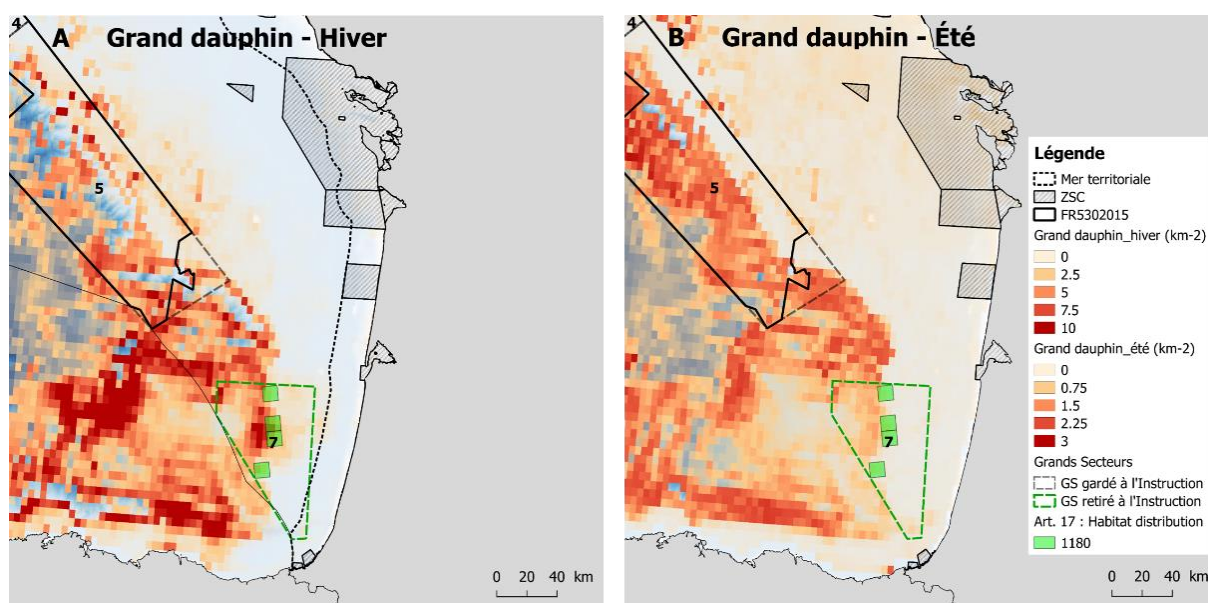 4
A Grand dauphin - Hiver
5
7
0 20 40 km
B Grand dauphin - Été
5
7
0 20 40 km
Légende
Mer territoriale
ZSC
FR5302015
Grand dauphin_hiver (km-2)
0
2.5
5
7.5
10
Grand dauphin_été (km-2)
0
0.75
1.5
2.25
3
Grands Secteurs
GS gardé à l'Instruction
GS retiré à l'Instruction
Art. 17 : Habitat distribution
1180